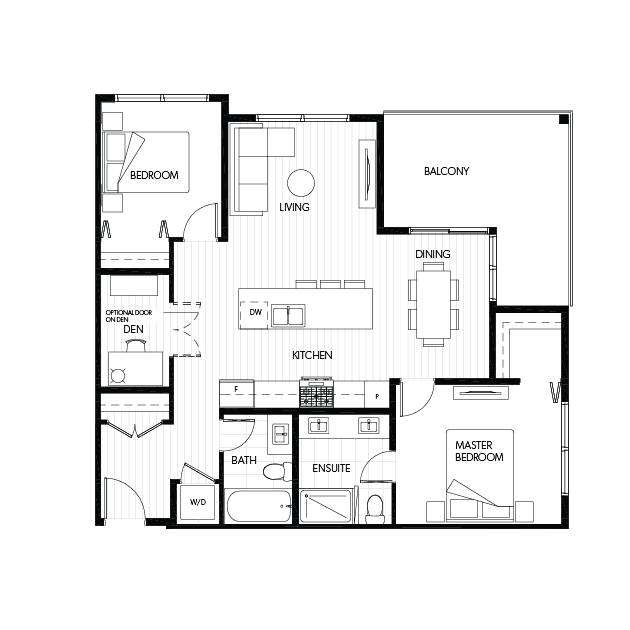 BALCONY
BEDROOM
LIVING
DINING
OPTIONAL DOOR
ON DEN
DEN
DW
KITCHEN
F
P
MASTER
BEDROOM
BATH
ENSUITE
W/D